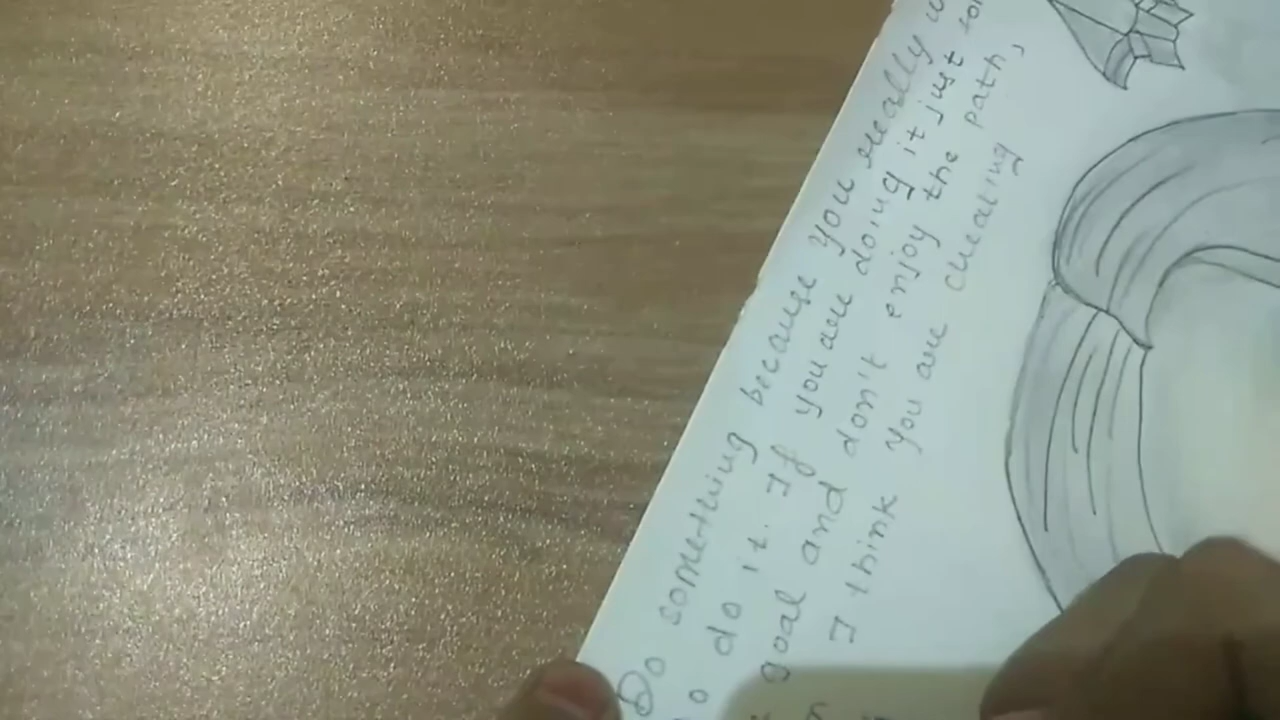 Do something because you really
do it. If you are doing it just
goal and don't enjoy the path,
I think you are cheating